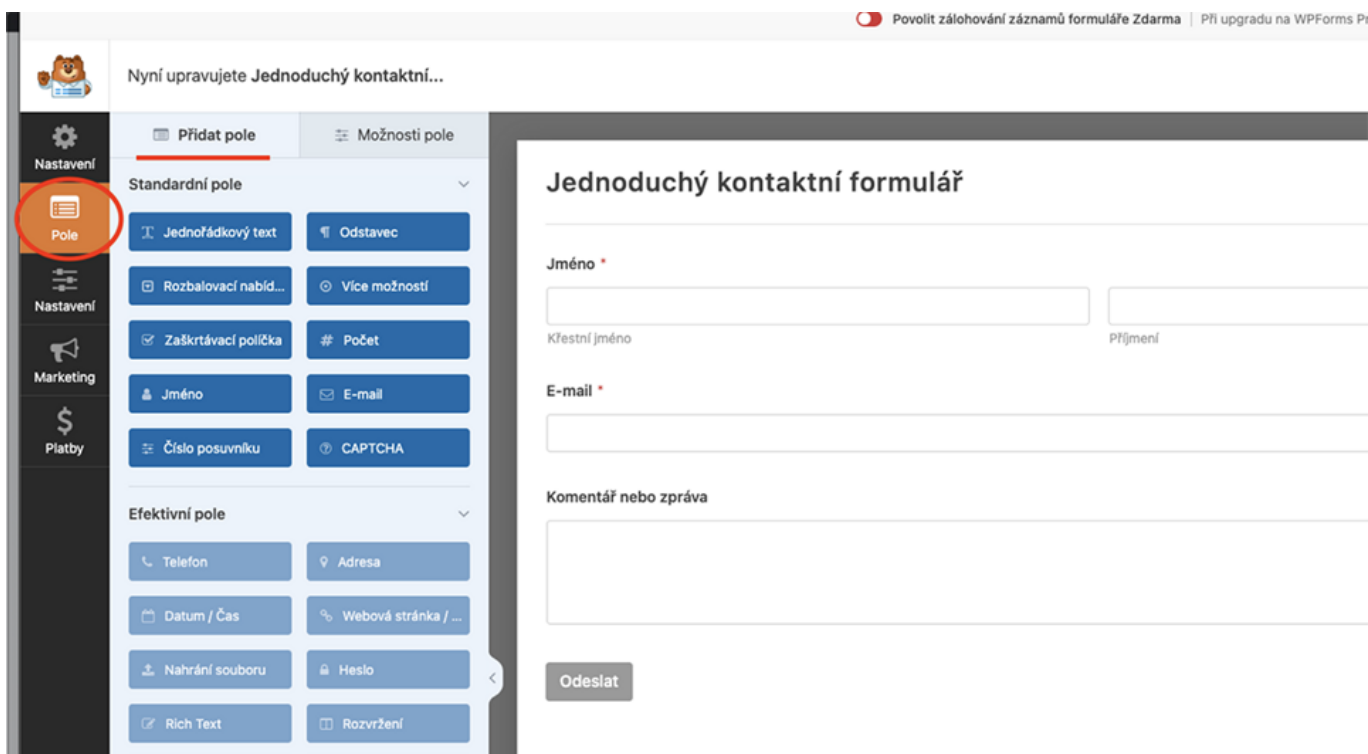 Povolit zálohování záznamů formuláře Zdarma | Při upgradu na WPForms
Nyní upravujete Jednoduchý kontaktní...
Nastavení
Pole
Nastavení
Marketing
Platby
Přidat pole
Možnosti pole
Standardní pole
Jednořádkový text
Odstavec
Rozbalovací nabíd...
Více možností
Zaškrtávací políčka
Počet
Jméno
E-mail
Číslo posuvníku
CAPTCHA
Efektivní pole
Telefon
Adresa
Datum / Čas
Webová stránka / ...
Nahrání souboru
Heslo
Rich Text
Rozvržení
Jednoduchý kontaktní formulář
Jméno *
Křestní jméno
Příjmení
E-mail *
Komentář nebo zpráva
Odeslat